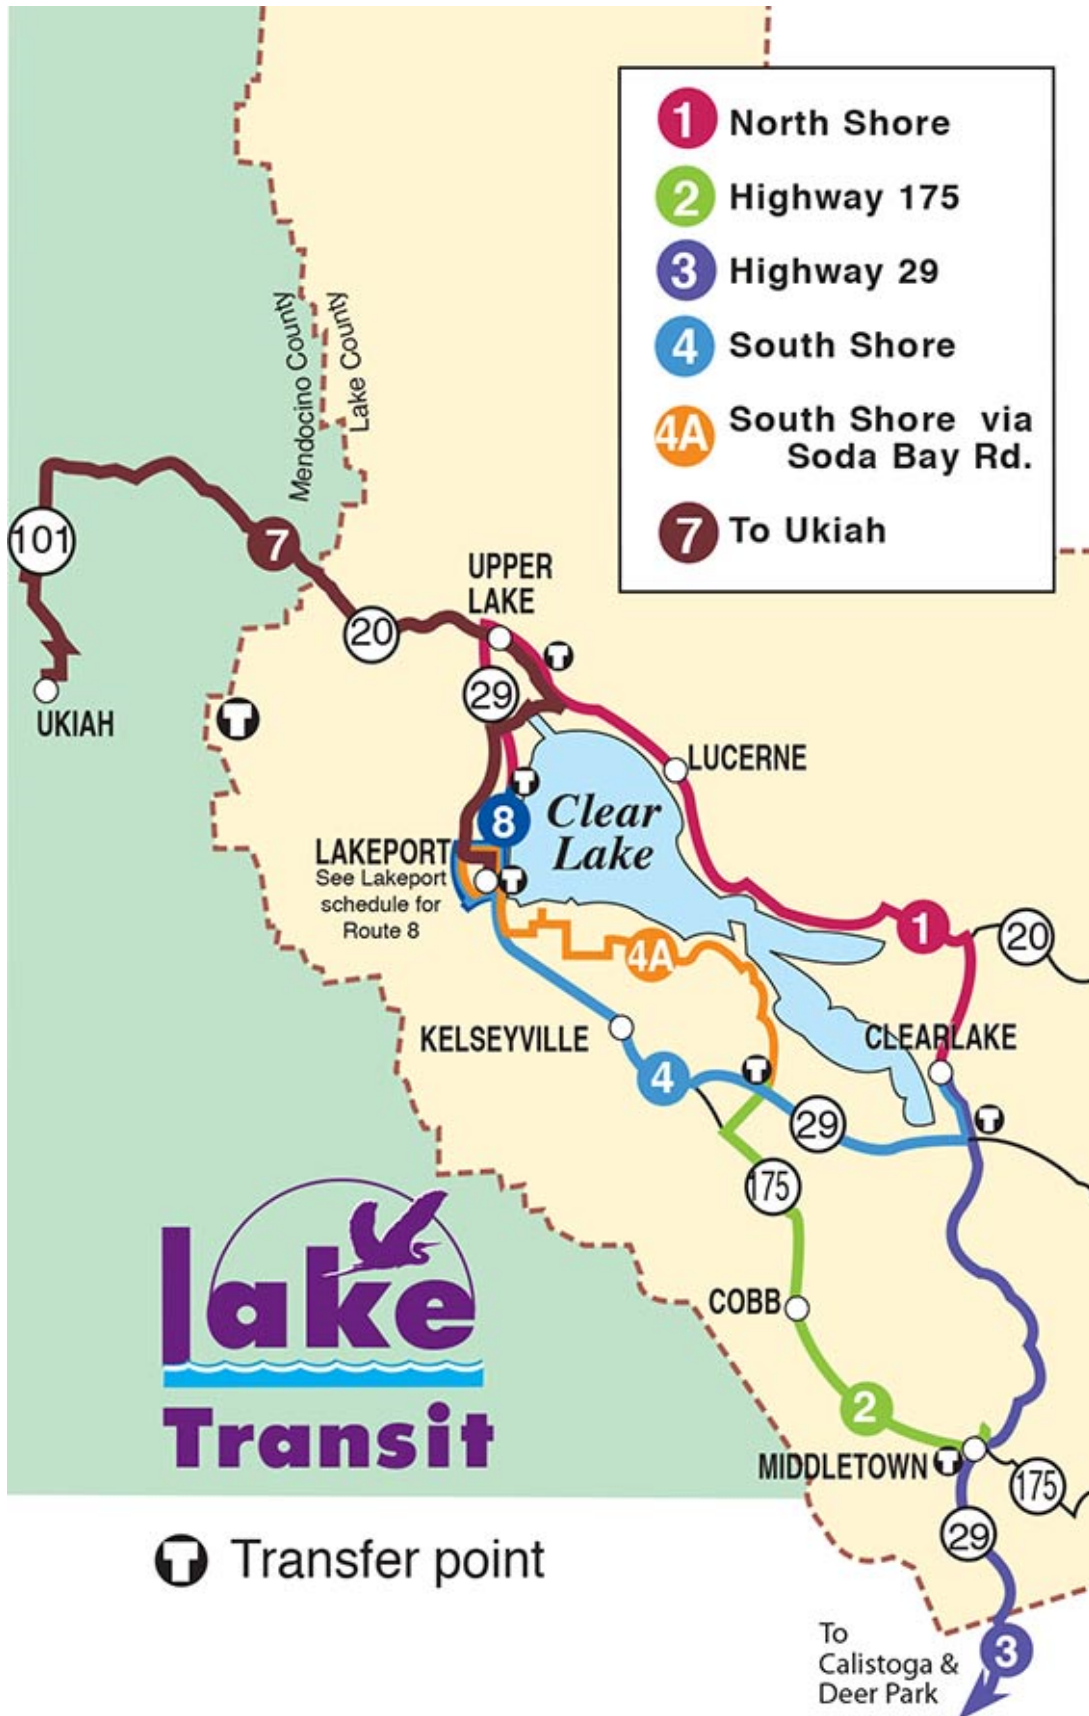 1 North Shore
2 Highway 175
3 Highway 29
4 South Shore
4A South Shore via
Soda Bay Rd.
7 To Ukiah
Mendocino County
Lake County
101
7
20
UPPER
LAKE
T
29
UKIAH
T
LUCERNE
T
8
Clear
Lake
LAKEPORT
See Lakeport
schedule for
Route 8
T
1
20
4A
KELSEYVILLE
CLEARLAKE
4
T
29
T
175
lake
Transit
COBB
2
MIDDLETOWN
T
175
29
T Transfer point
3
To
Calistoga &
Deer Park